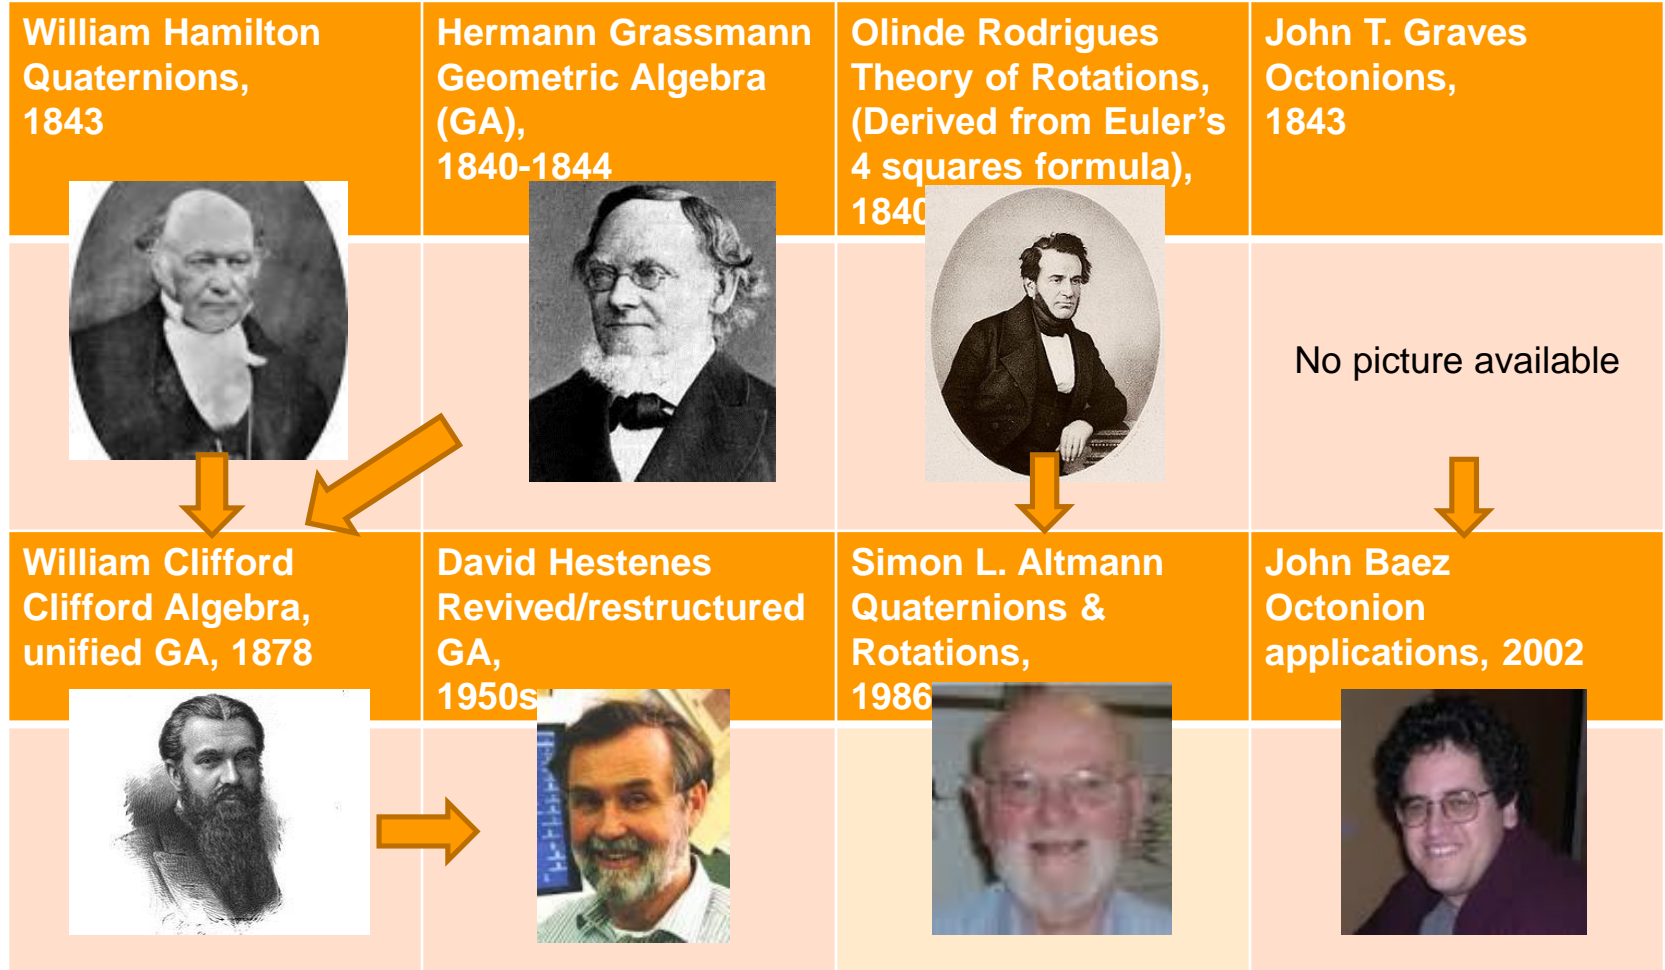 William Hamilton
Quaternions,
1843
Hermann Grassmann
Geometric Algebra
(GA),
1840-1844
Olinde Rodrigues
Theory of Rotations,
(Derived from Euler’s
4 squares formula),
1840
John T. Graves
Octonions,
1843
No picture available
William Clifford
Clifford Algebra,
unified GA, 1878
David Hestenes
Revived/restructured
GA,
1950s
Simon L. Altmann
Quaternions &
Rotations,
1986
John Baez
Octonion
applications, 2002